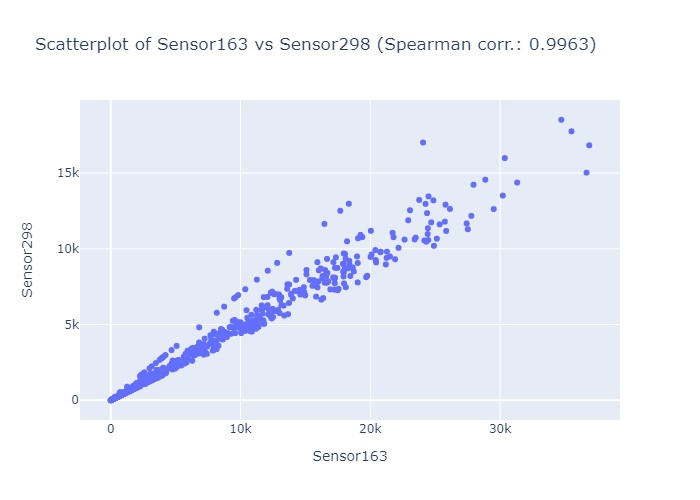 Scatterplot of Sensor163 vs Sensor298 (Spearman corr.: 0.9963)
15k
10k
5k
0
Sensor298
0
10k
20k
30k
Sensor163